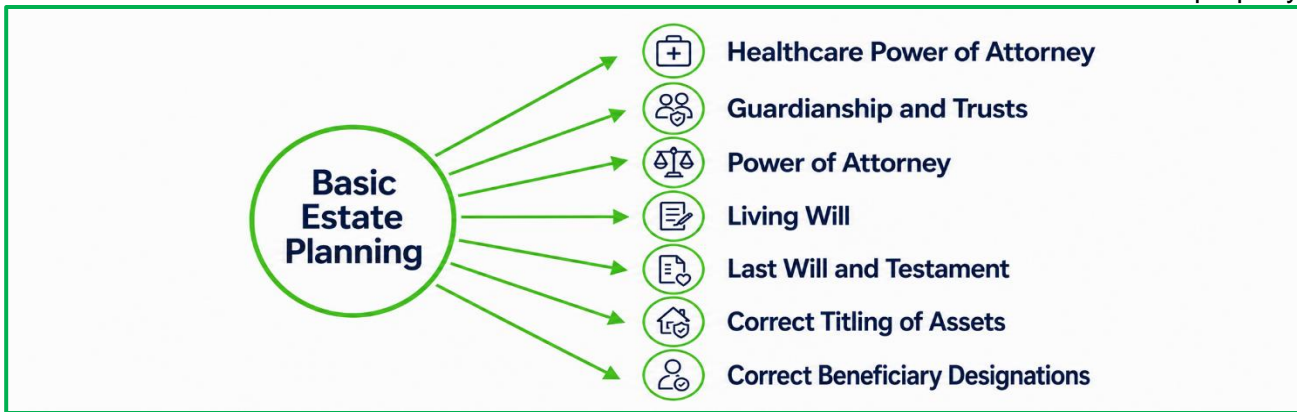 Basic
Estate
Planning
Healthcare Power of Attorney
Guardianship and Trusts
Power of Attorney
Living Will
Last Will and Testament
Correct Titling of Assets
Correct Beneficiary Designations